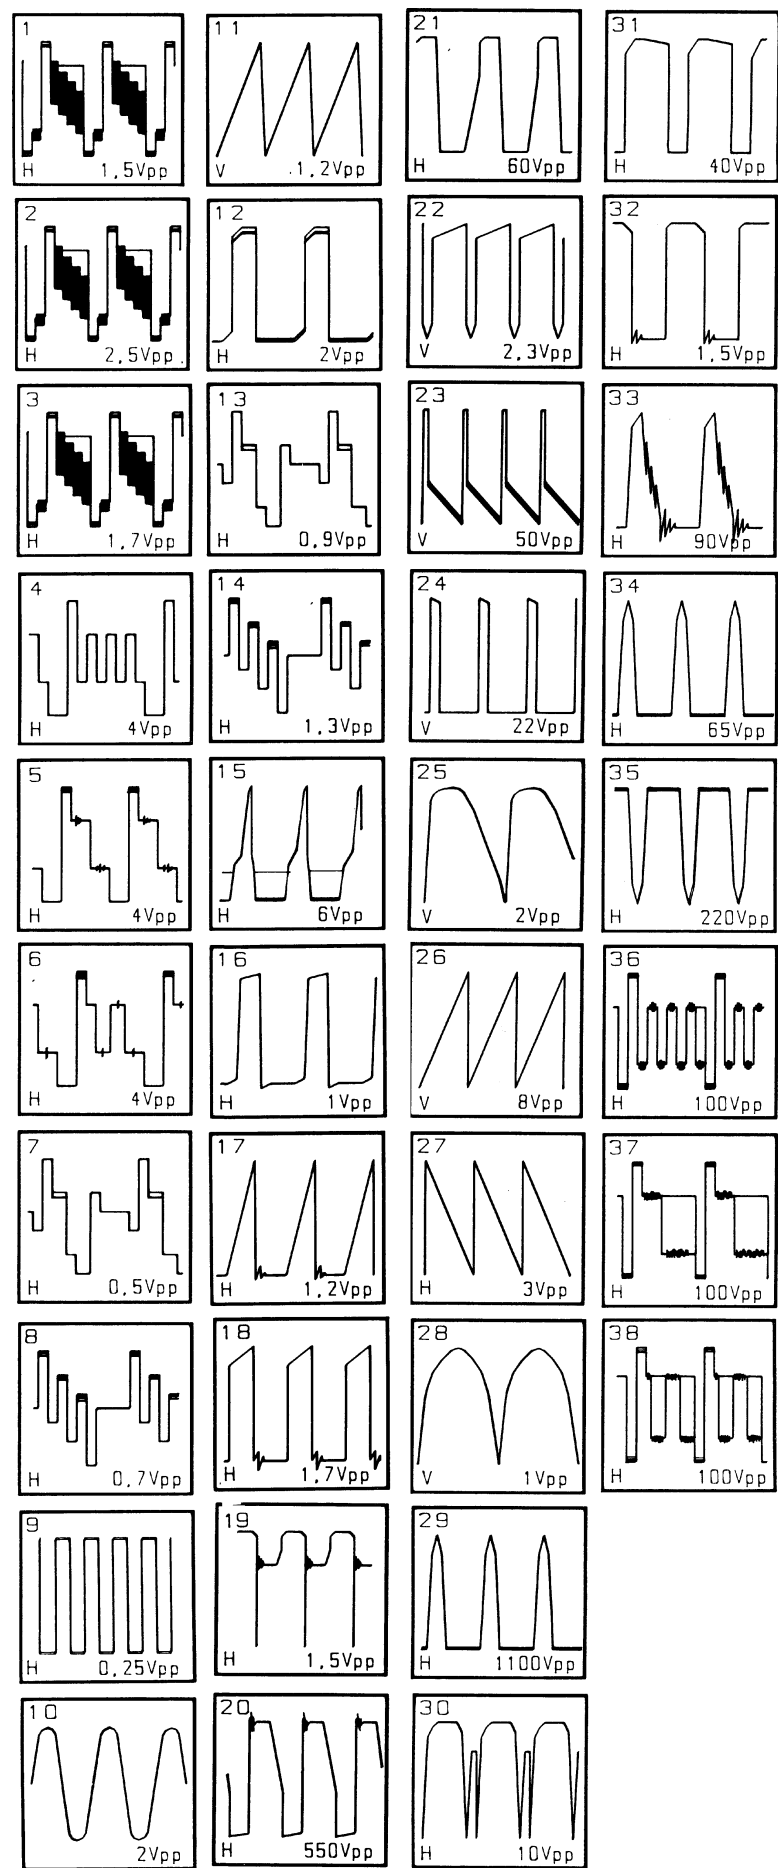 1
H 1,5Vpp
2
H 2,5Vpp
3
H 1,7Vpp
4
H 4Vpp
5
H 4Vpp
6
H 4Vpp
7
H 0,5Vpp
8
H 0,7Vpp
9
H 0,25Vpp
10
2Vpp
11
V 1,2Vpp
12
H 2Vpp
13
H 0,9Vpp
14
H 1,3Vpp
15
H 6Vpp
16
H 1Vpp
17
H 1,2Vpp
18
H 1,7Vpp
19
H 1,5Vpp
20
H 550Vpp
21
H 60Vpp
22
V 2,3Vpp
23
V 50Vpp
24
V 22Vpp
25
V 2Vpp
26
V 8Vpp
27
H 3Vpp
28
V 1Vpp
29
H 1100Vpp
30
H 10Vpp
31
H 40Vpp
32
H 1,5Vpp
33
H 90Vpp
34
H 65Vpp
35
H 220Vpp
36
H 100Vpp
37
H 100Vpp
38
H 100Vpp